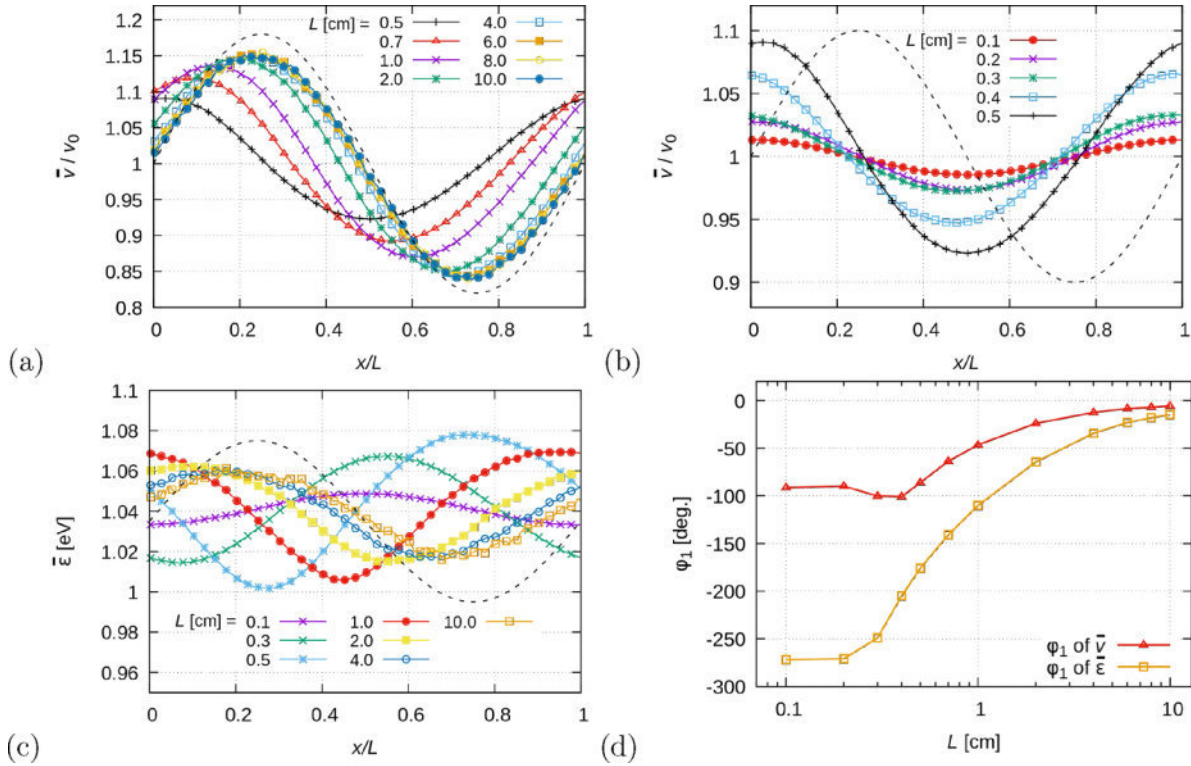 1.2 1.15 1.1 1.05 1 0.95 0.9 0.85 0.8
v̄ / v0
L [cm] = 0.5 4.0
0.7 6.0
1.0 8.0
2.0 10.0
0 0.2 0.4 0.6 0.8 1
(a) x/L
1.1 1.05 1 0.95 0.9
v̄ / v0
L [cm] = 0.1
0.2
0.3
0.4
0.5
0 0.2 0.4 0.6 0.8 1
(b) x/L
1.1 1.08 1.06 1.04 1.02 1 0.98 0.96
ε̄ [eV]
L [cm] = 0.1 1.0 10.0
0.3 2.0
0.5 4.0
0 0.2 0.4 0.6 0.8 1
(c) x/L
0 -50 -100 -150 -200 -250 -300
φ1 [deg.]
φ1 of v̄
φ1 of ε̄
0.1 1 10
(d) L [cm]